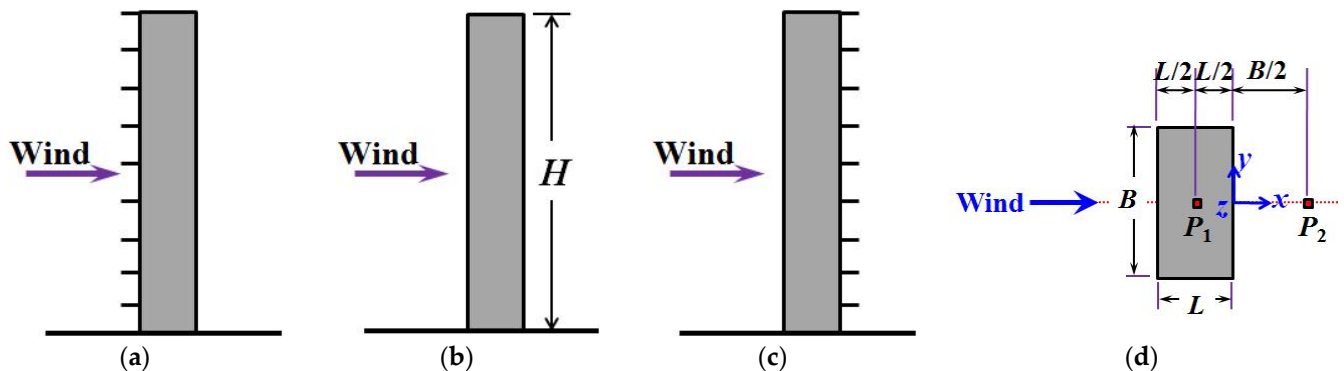 Wind
Wind
H
Wind
L/2 L/2 B/2
Wind
B
y
z
x
P1
P2
L
(a)
(b)
(c)
(d)